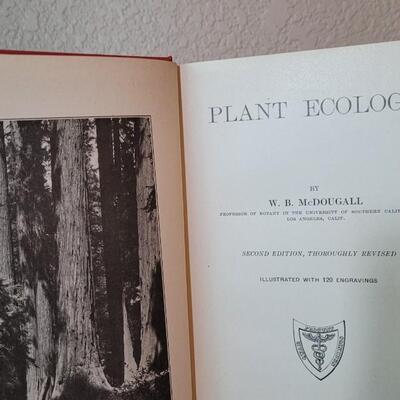 PLANT ECOLOG
BY
W. B. McDOUGALL
PROFESSOR OF BOTANY IN THE UNIVERSITY OF SOUTHERN CALIF
LOS ANGELES, CALIF.
SECOND EDITION, THOROUGHLY REVISED
ILLUSTRATED WITH 120 ENGRAVINGS